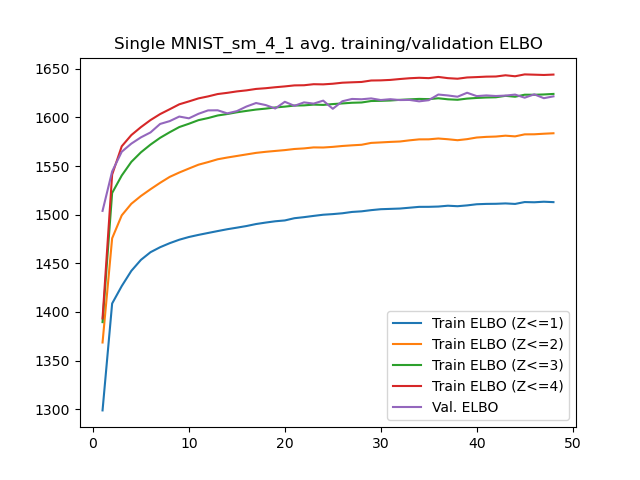 Single MNIST_sm_4_1 avg. training/validation ELBO
1650
1600
1550
1500
1450
1400
1350
1300
0 10 20 30 40 50
Train ELBO (Z<=1)
Train ELBO (Z<=2)
Train ELBO (Z<=3)
Train ELBO (Z<=4)
Val. ELBO